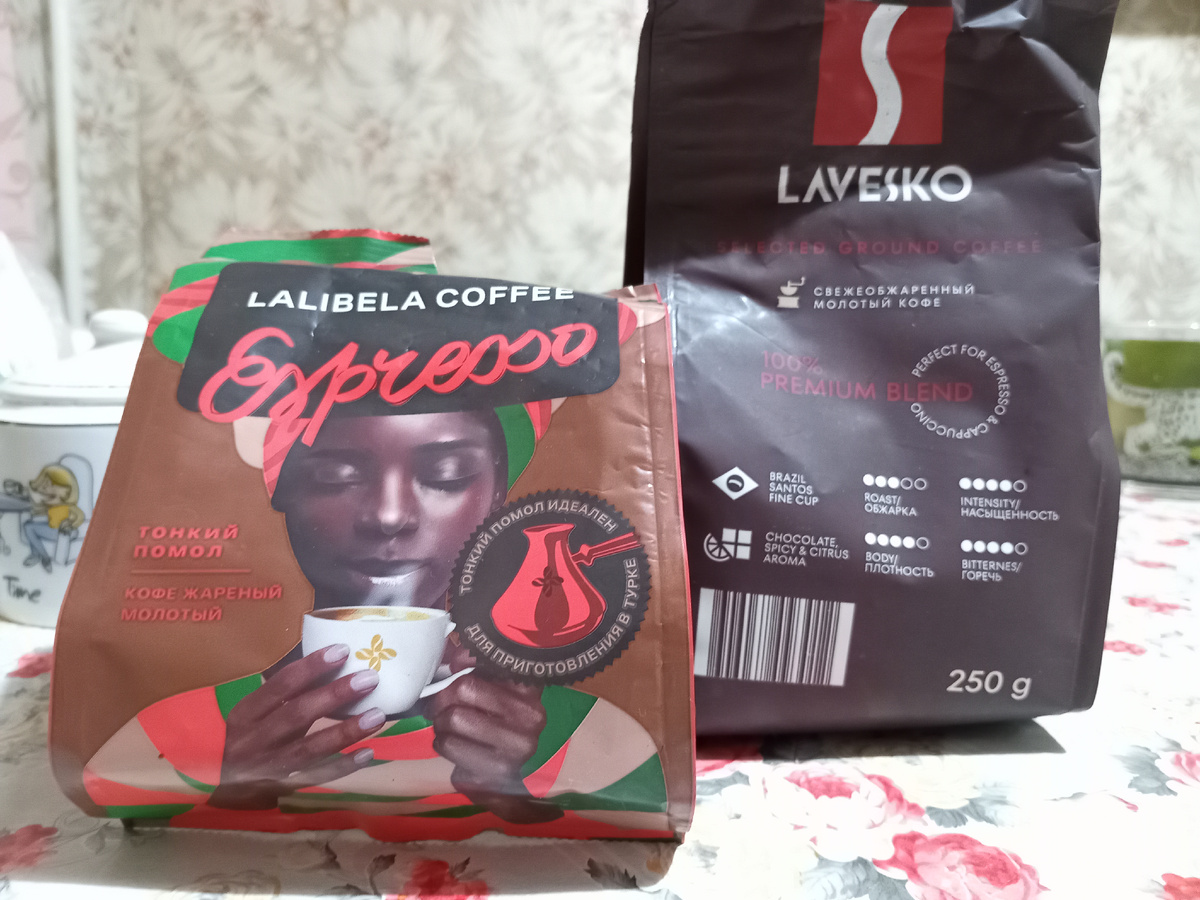 LALIBELA COFFEE
Espresso
ТОНКИЙ
ПОМОЛ
КОФЕ ЖАРЕНЫЙ
МОЛОТЫЙ
ТОНКИЙ ПОМОЛ ИДЕАЛЕН
ДЛЯ ПРИГОТОВЛЕНИЯ В ТУРКЕ
Time
LAVESKO
SELECTED GROUND COFFEE
СВЕЖЕОБЖАРЕННЫЙ
МОЛОТЫЙ КОФЕ
100%
PREMIUM BLEND
PERFECT FOR ESPRESSO & CAPPUCCINO
BRAZIL
SANTOS
FINE CUP
ROAST/
ОБЖАРКА
INTENSITY/
НАСЫЩЕННОСТЬ
CHOCOLATE,
SPICY & CITRUS
AROMA
BODY/
ПЛОТНОСТЬ
BITTERNES/
ГОРЕЧЬ
250 g